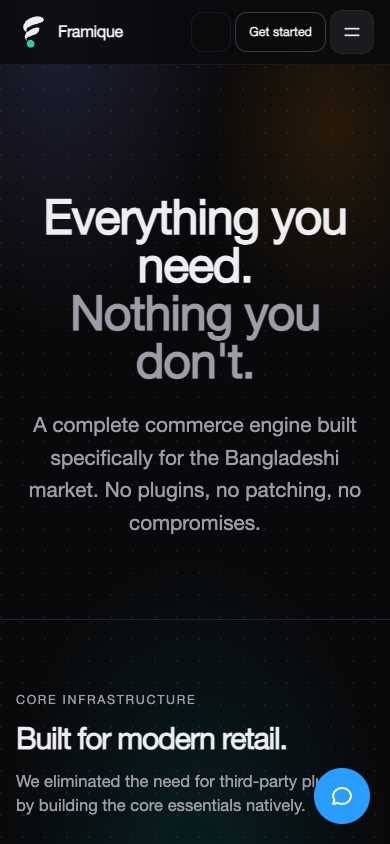 Framique
Get started
Everything you
need.
Nothing you
don't.
A complete commerce engine built
specifically for the Bangladeshi
market. No plugins, no patching, no
compromises.
CORE INFRASTRUCTURE
Built for modern retail.
We eliminated the need for third-party
by building the core essentials natively.